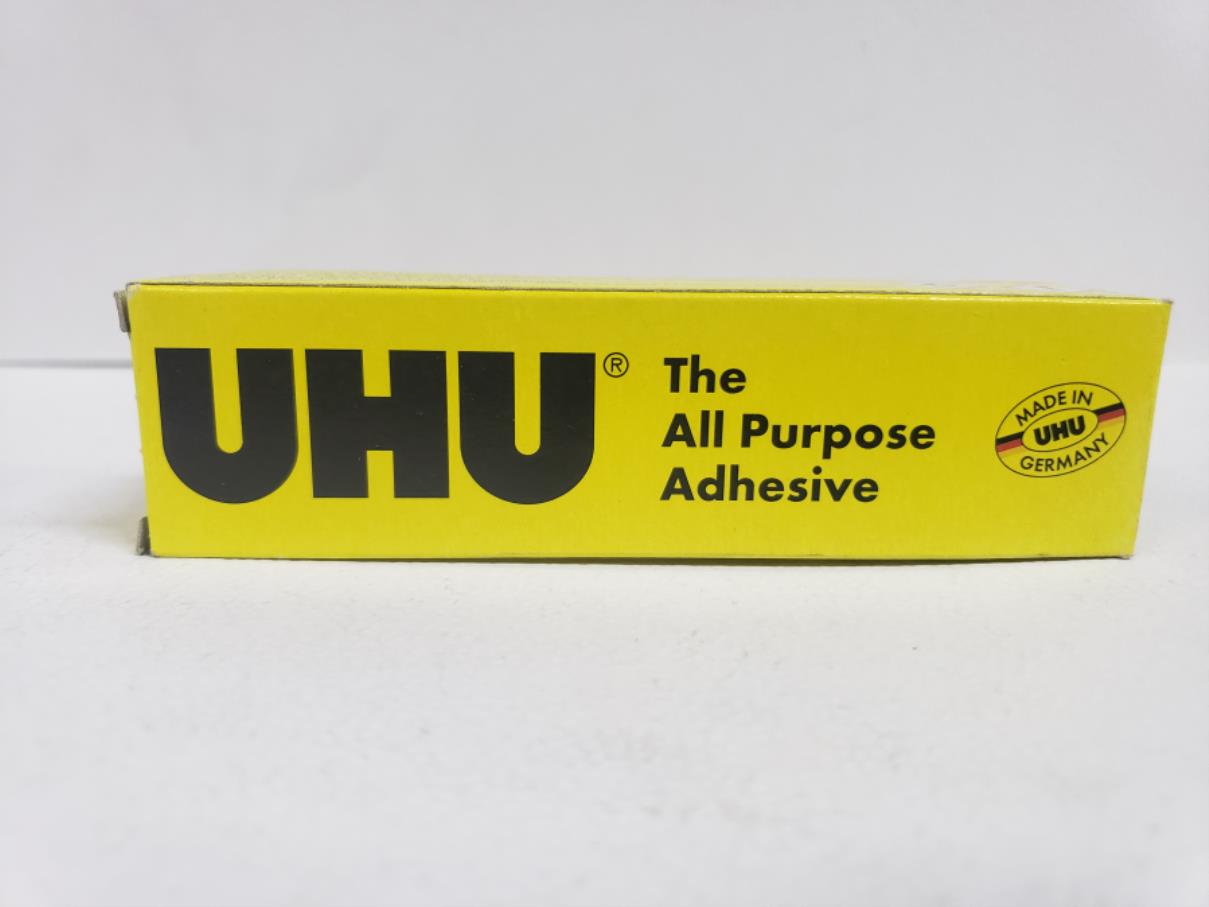 UHU®
The
All Purpose
Adhesive
MADE IN
UHU
GERMANY